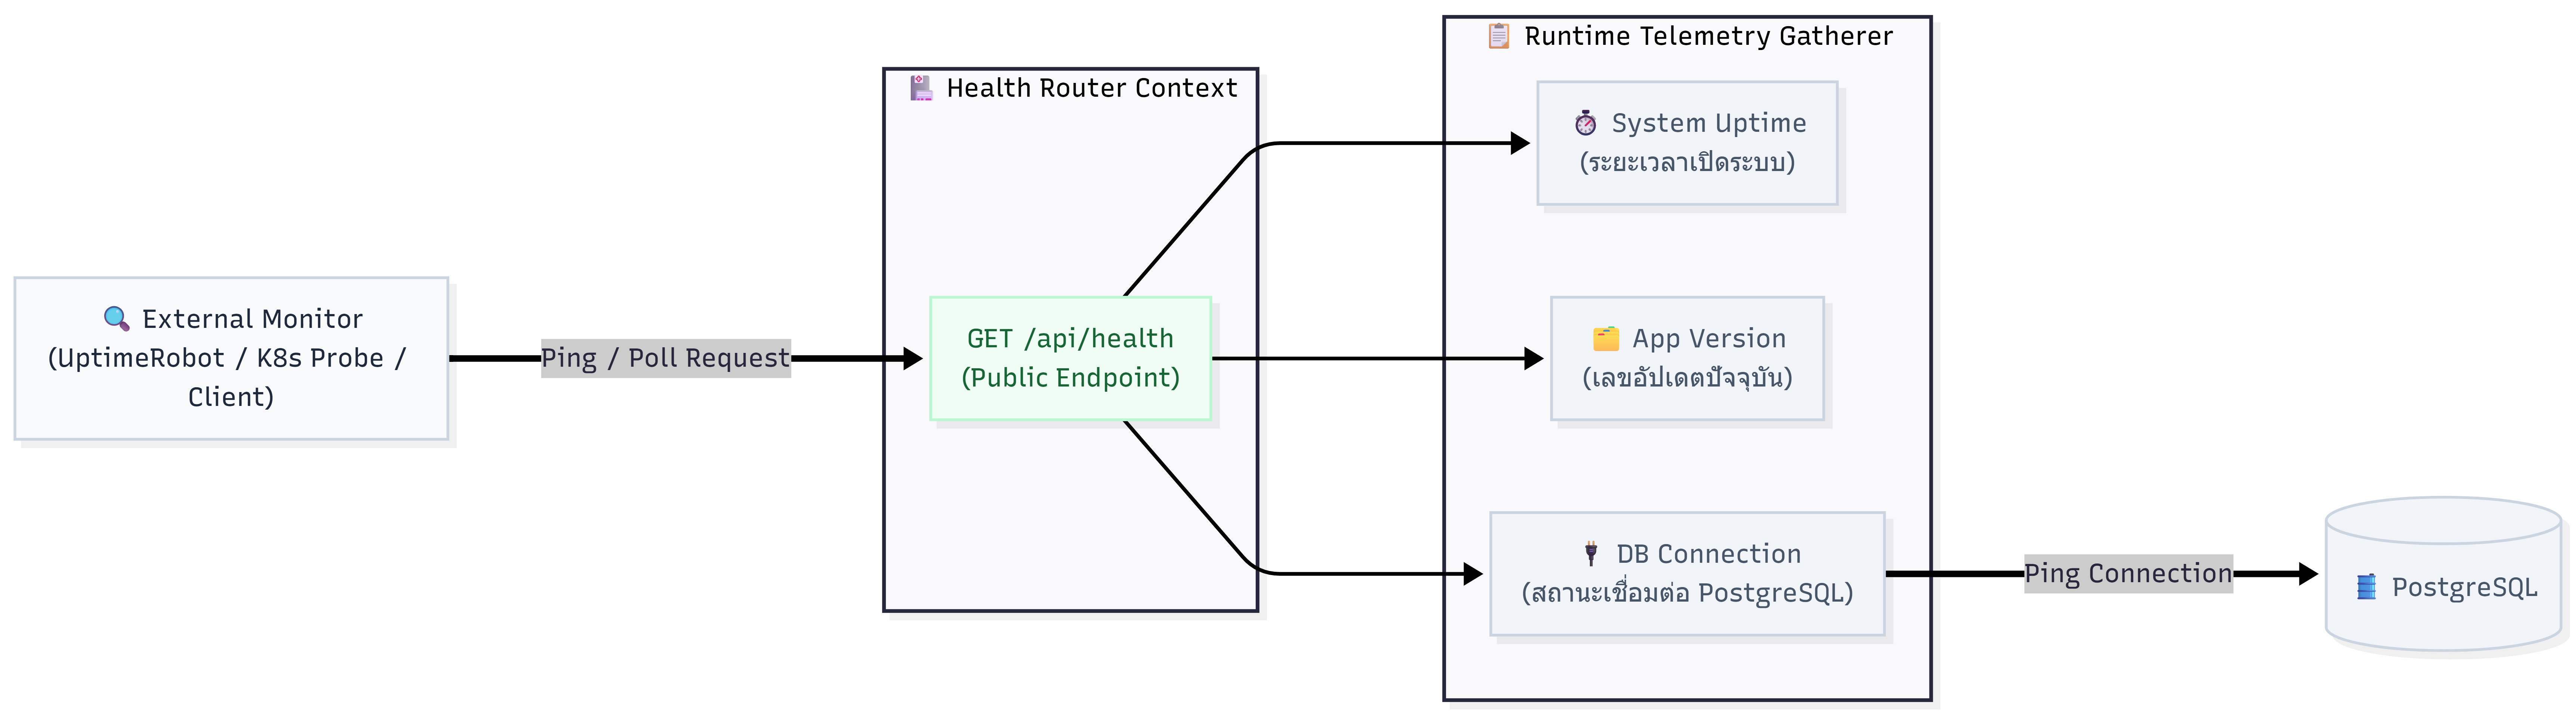 External Monitor
(UptimeRobot / K8s Probe /
Client)
Ping / Poll Request
Health Router Context
GET /api/health
(Public Endpoint)
Runtime Telemetry Gatherer
System Uptime
(ระยะเวลาเปิดระบบ)
App Version
(เลขอัปเดตปัจจุบัน)
DB Connection
(สถานะเชื่อมต่อ PostgreSQL)
Ping Connection
PostgreSQL